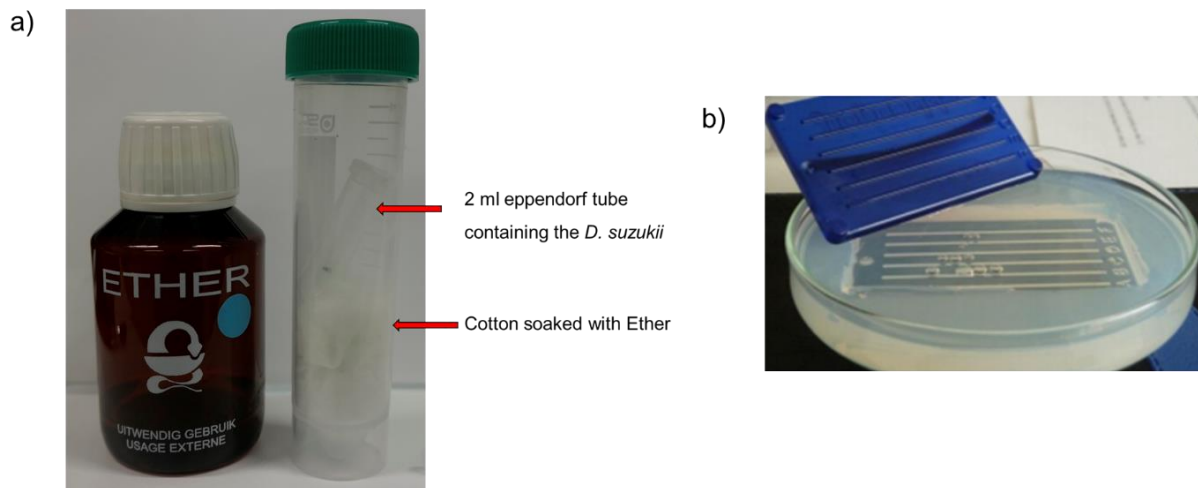 a)
b)
2 ml eppendorf tube
containing the D. suzukii
ETHER
Cotton soaked with Ether
UITWENDIG GEBRUIK
USAGE EXTERNE
A B C D E F